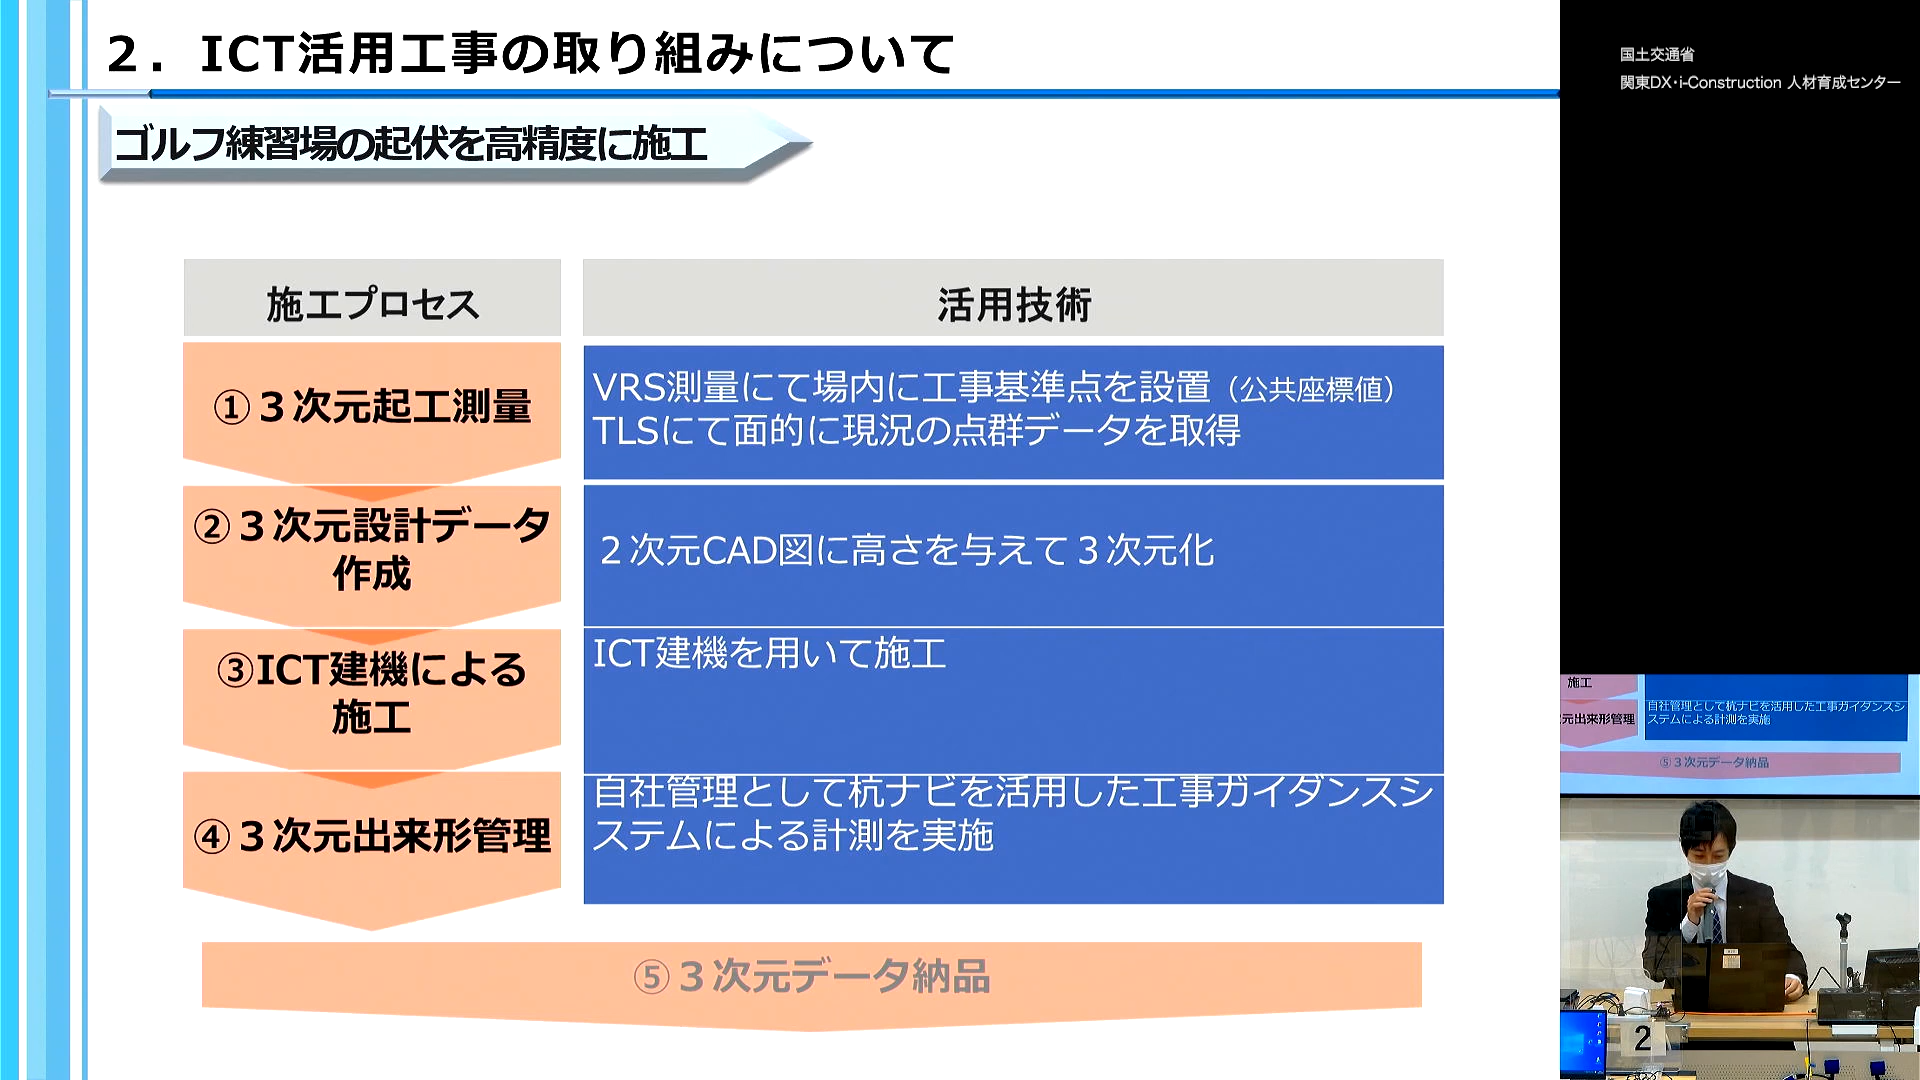 2．ICT活用工事の取り組みについて
ゴルフ練習場の起伏を高精度に施工
施工プロセス
活用技術
①３次元起工測量
VRS測量にて場内に工事基準点を設置（公共座標値）
TLSにて面的に現況の点群データを取得
②３次元設計データ
作成
２次元CAD図に高さを与えて３次元化
③ICT建機による
施工
ICT建機を用いて施工
④３次元出来形管理
自社管理として杭ナビを活用した工事ガイダンスシ
ステムによる計測を実施
⑤３次元データ納品
国土交通省
関東DX・i-Construction 人材育成センター
施工
元出来形管理
自社管理として杭ナビを活用した工事ガイダンスシ
ステムによる計測を実施
⑤３次元データ納品
2